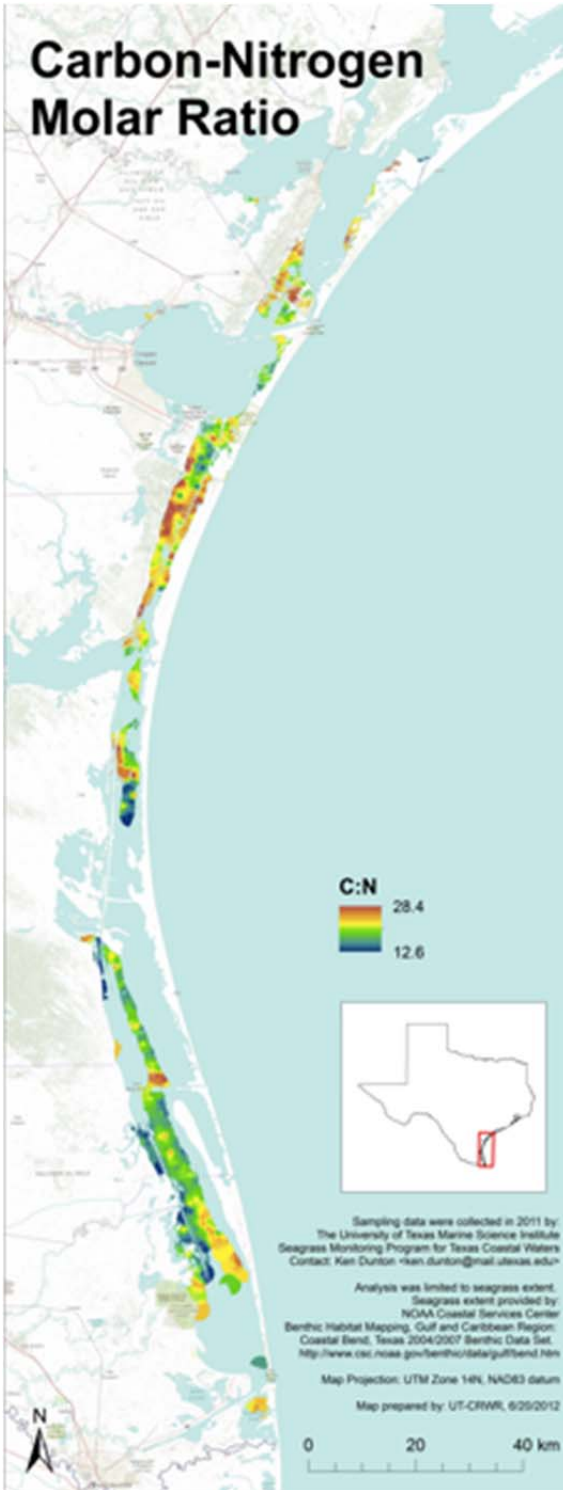 Carbon-Nitrogen
Molar Ratio
C:N
28.4
12.6
Sampling data were collected in 2011 by:
The University of Texas Marine Science Institute
Seagrass Monitoring Program for Texas Coastal Waters
Contact: Ken Dunton <ken.dunton@mail.utexas.edu>
Analysis was limited to seagrass extent.
Seagrass extent provided by:
NOAA Coastal Services Center
Benthic Habitat Mapping, Gulf and Caribbean Region:
Coastal Bend, Texas 2004/2007 Benthic Data Set.
http://www.csc.noaa.gov/benthic/data/gulf/bend.htm
Map Projection: UTM Zone 14N, NAD83 datum
Map prepared by: UT-CRWR, 6/20/2012
N
0 20 40 km